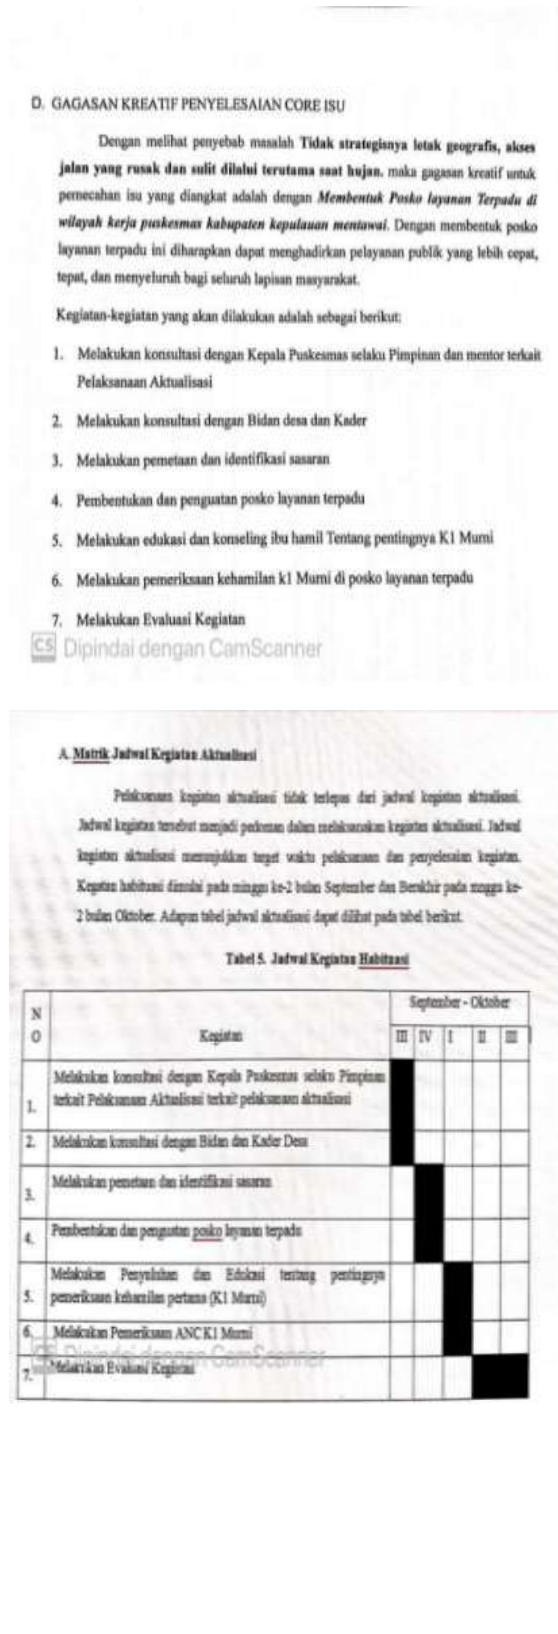 D. GAGASAN KREATIF PENYELESAIAN CORE ISU
Dengan melihat penyebab masalah Tidak strategisnya letak geografis, akses
jalan yang rusak dan sulit dilalui terutama saat hujan, maka gagasan kreatif untuk
pemecahan isu yang diangkat adalah dengan Membentuk Posko layanan Terpadu di
wilayah kerja puskesmas kabupaten kepulauan mentawai. Dengan membentuk posko
layanan terpadu ini diharapkan dapat menghadirkan pelayanan publik yang lebih cepat,
tepat, dan menyeluruh bagi seluruh lapisan masyarakat.
Kegiatan-kegiatan yang akan dilakukan adalah sebagai berikut:
1. Melakukan konsultasi dengan Kepala Puskesmas selaku Pimpinan dan mentor terkait
Pelaksanaan Aktualisasi
2. Melakukan konsultasi dengan Bidan desa dan Kader
3. Melakukan pemetaan dan identifikasi sasaran
4. Pembentukan dan penguatan posko layanan terpadu
5. Melakukan edukasi dan konseling ibu hamil Tentang pentingnya K1 Murni
6. Melakukan pemeriksaan kehamilan k1 Murni di posko layanan terpadu
7. Melakukan Evaluasi Kegiatan
CS Dipindai dengan CamScanner
A. Matrik Jadwal Kegiatan Aktualisasi
Pelaksanaan kegiatan aktualisasi tidak terlepas dari jadwal kegiatan aktualisasi.
Jadwal kegiatan tersebut menjadi pedoman dalam melaksanakan kegiatan aktualisasi. Jadwal
kegiatan aktualisasi menunjukkan target waktu pelaksanaan dan penyelesaian kegiatan.
Kegiatan habituasi dimulai pada minggu ke-2 bulan September dan Berakhir pada minggu ke-
2 bulan Oktober. Adapun tabel jadwal aktualisasi dapat dilihat pada tabel berikut.
Tabel 5. Jadwal Kegiatan Habituasi
NO Kegiatan September - Oktober
III IV I II III
1. Melakukan konsultasi dengan Kepala Puskesmas selaku Pimpinan
terkait Pelaksanaan Aktualisasi terkait pelaksanaan aktualisasi
2. Melakukan konsultasi dengan Bidan dan Kader Desa
3. Melakukan pemetaan dan identifikasi sasaran
4. Pembentukan dan penguatan posko layanan terpadu
5. Melakukan Penyuluhan dan Edukasi tentang pentingnya
pemeriksaan kehamilan pertama (K1 Murni)
6. Melakukan Pemeriksaan ANC K1 Murni
CS Dipindai dengan CamScanner
7. Melakukan Evaluasi Kegiatan